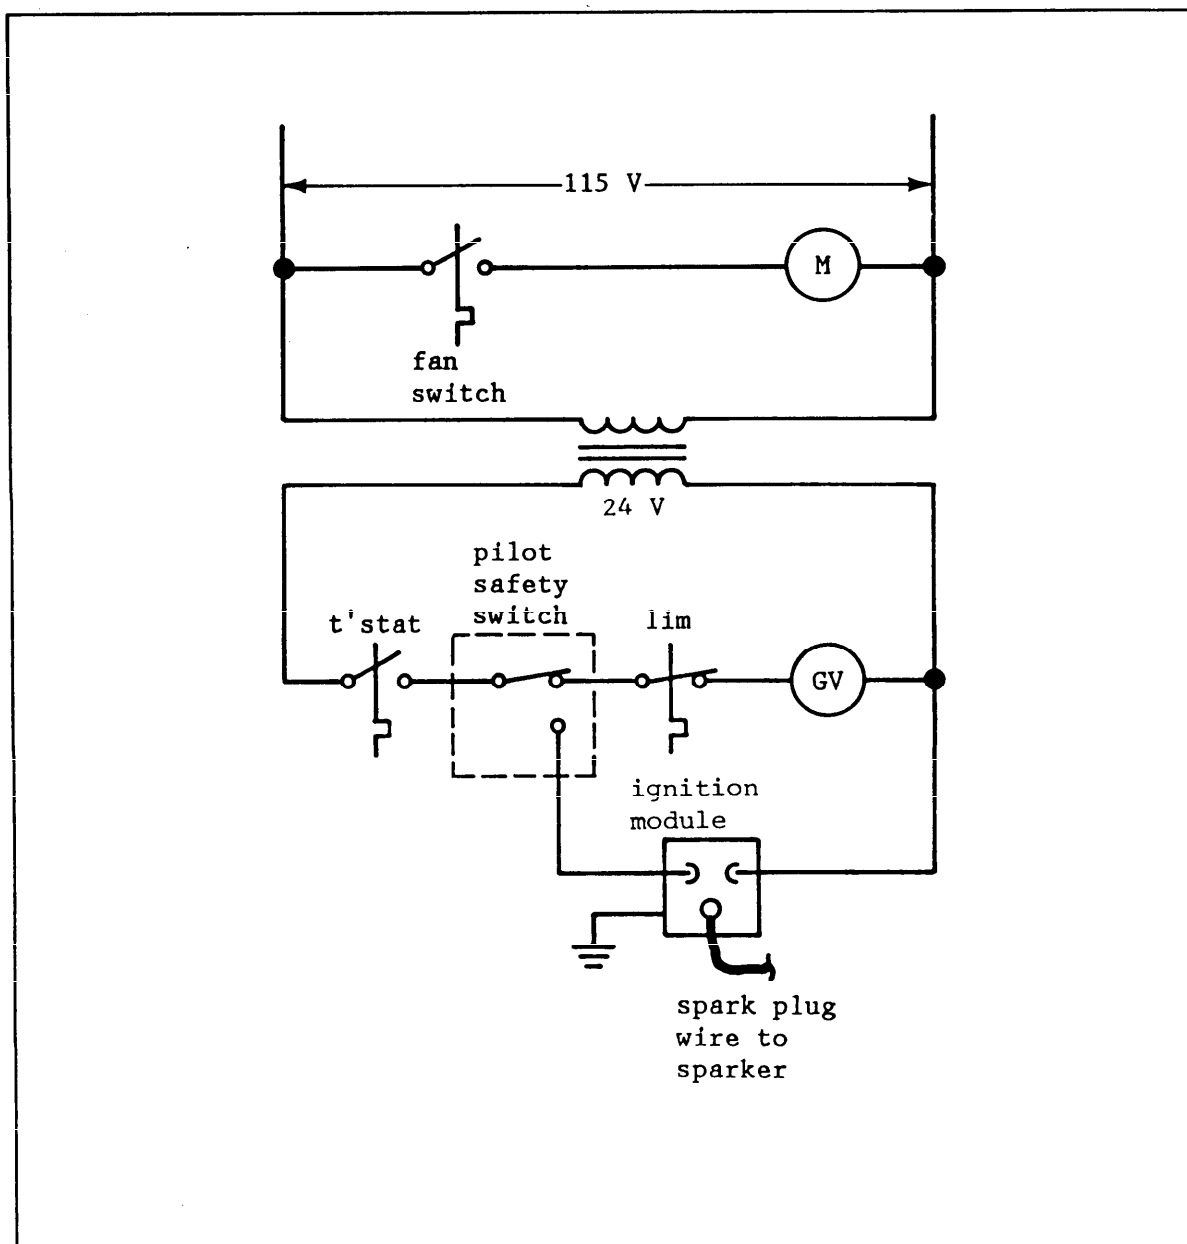 115 V
M
fan
switch
24 V
pilot
safety
switch
t'stat
lim
GV
ignition
module
spark plug
wire to
sparker